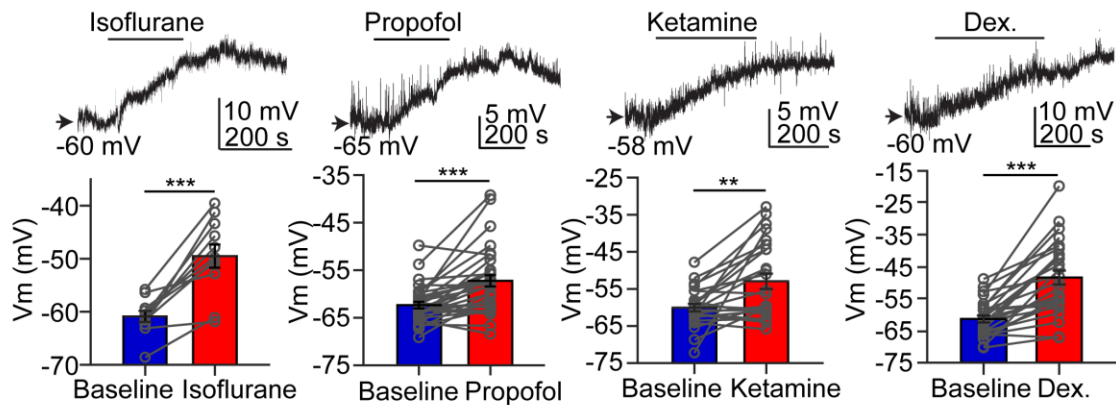 Isoflurane
Propofol
Ketamine
Dex.
10 mV
200 s
-60 mV
5 mV
200 s
-65 mV
5 mV
200 s
-58 mV
10 mV
200 s
-60 mV
***
Vm (mV)
-40
-50
-60
-70
Baseline Isoflurane
***
Vm (mV)
-35
-45
-55
-65
-75
Baseline Propofol
**
Vm (mV)
-25
-35
-45
-55
-65
-75
Baseline Ketamine
***
Vm (mV)
-15
-25
-35
-45
-55
-65
-75
Baseline Dex.